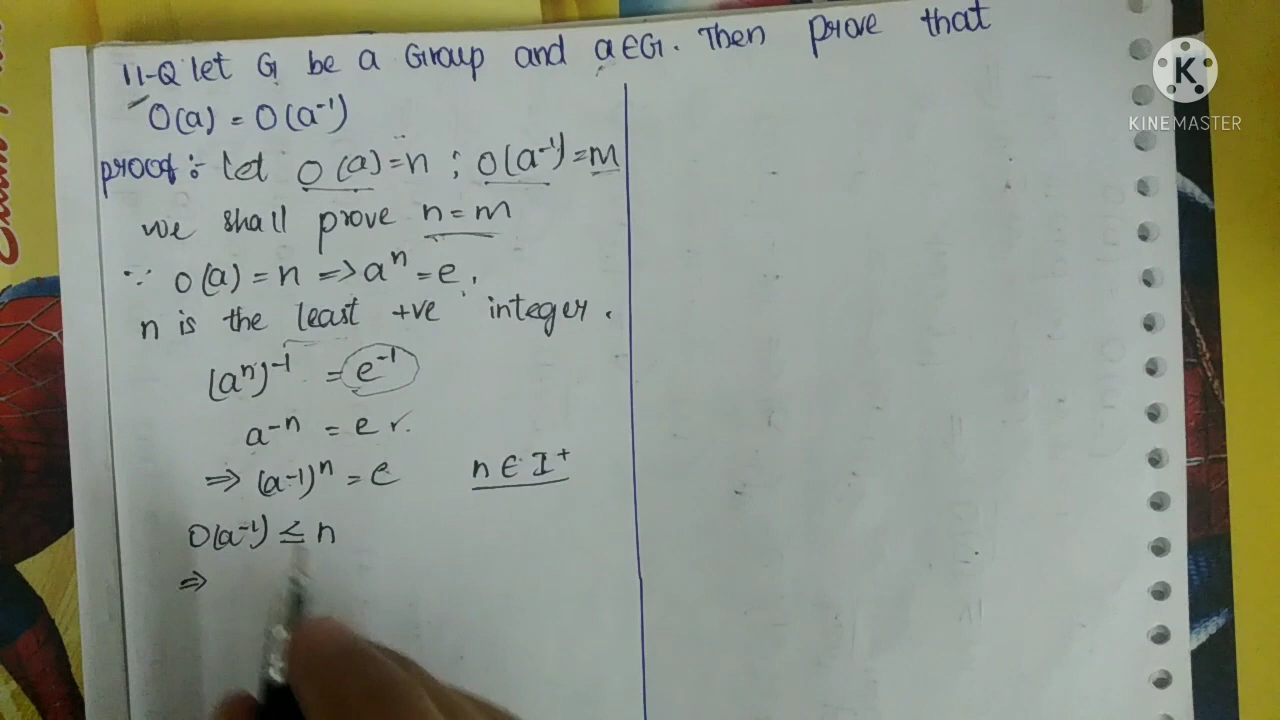 11-Q let G be a Group and a∈G. Then prove that
O(a) = O(a⁻¹)
proof :- Let O(a)=n ; O(a⁻¹)=m
we shall prove n=m
∵ O(a) = n ⇒ aⁿ = e.
n is the least +ve integer.
(aⁿ)⁻¹ = e⁻¹
a⁻ⁿ = e
⇒ (a-1)ⁿ = e n ∈ I⁺
O(a⁻¹) ≤ n
⇒
K
KINEMASTER